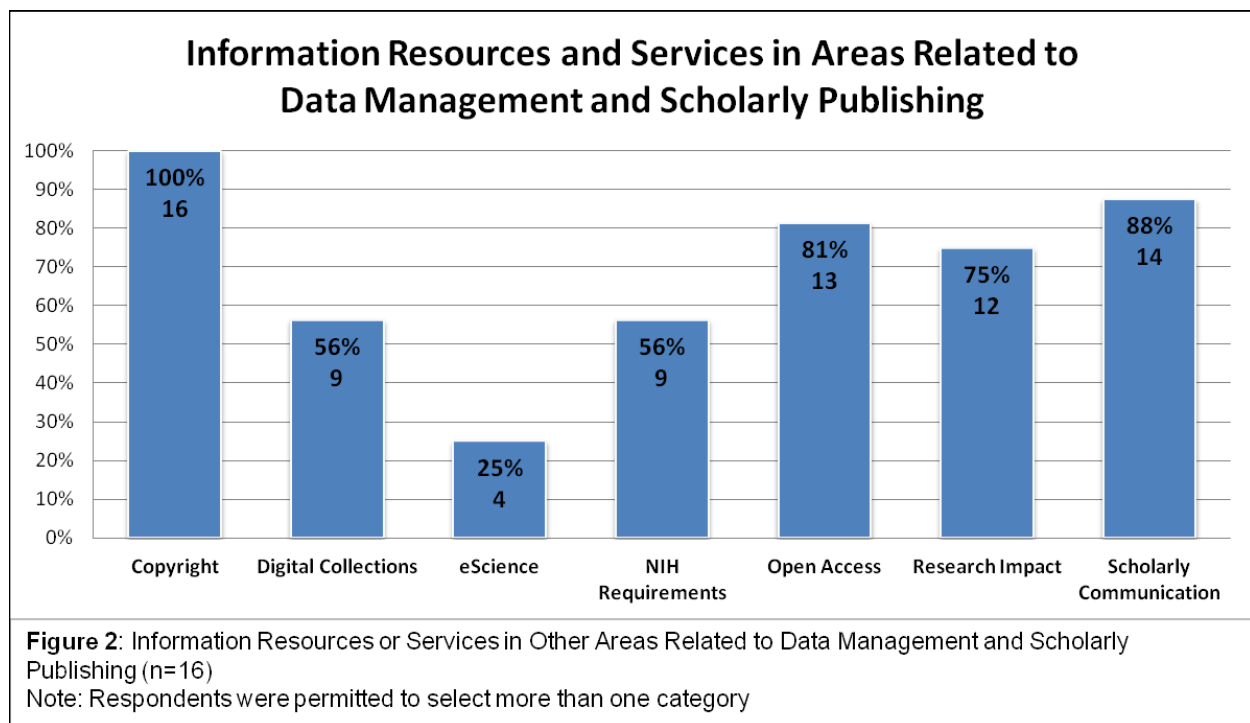 Information Resources and Services in Areas Related to
Data Management and Scholarly Publishing
100%
90%
80%
70%
60%
50%
40%
30%
20%
10%
0%
100%
16
56%
9
25%
4
56%
9
81%
13
75%
12
88%
14
Copyright
Digital Collections
eScience
NIH
Requirements
Open Access
Research Impact
Scholarly
Communication
Figure 2: Information Resources or Services in Other Areas Related to Data Management and Scholarly
Publishing (n=16)
Note: Respondents were permitted to select more than one category